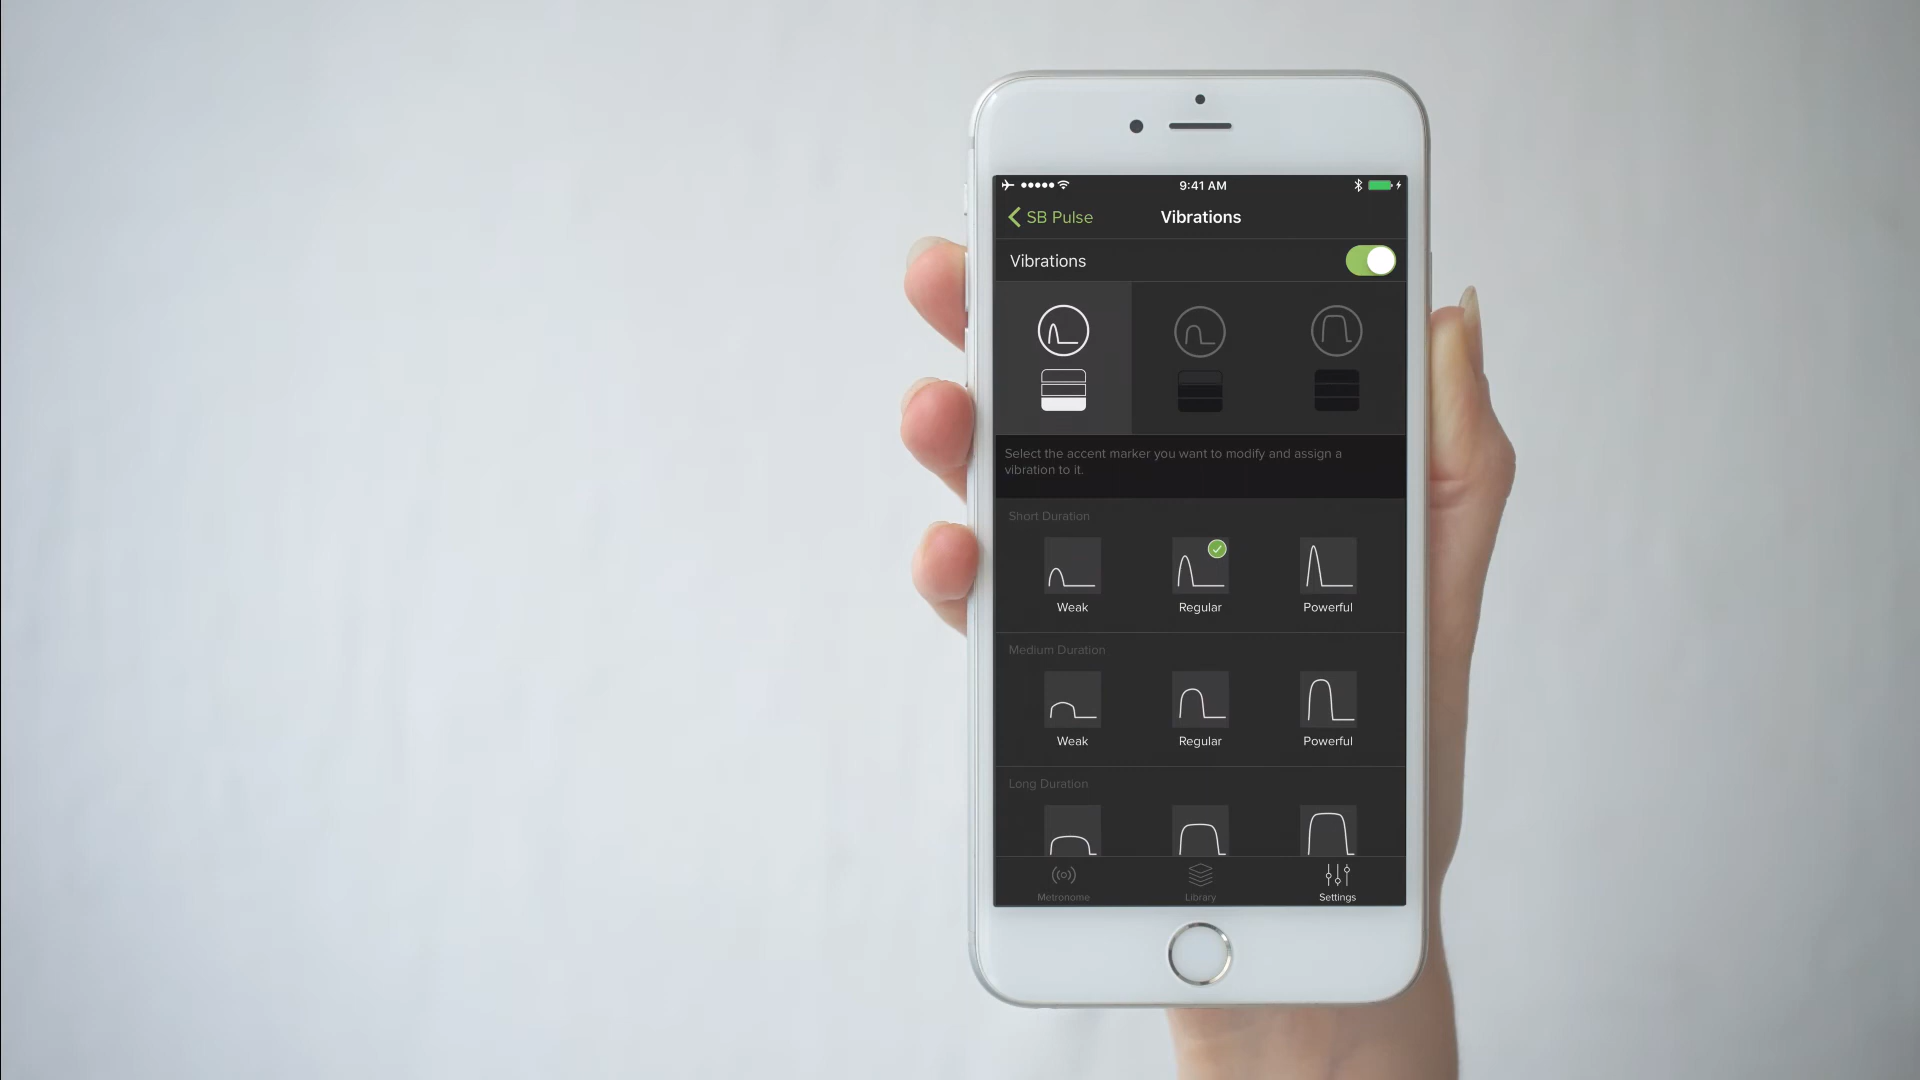 9:41 AM
SB Pulse
Vibrations
Vibrations
Select the accent marker you want to modify and assign a
vibration to it.
Short Duration
Weak
Regular
Powerful
Medium Duration
Weak
Regular
Powerful
Long Duration
Metronome
Library
Settings